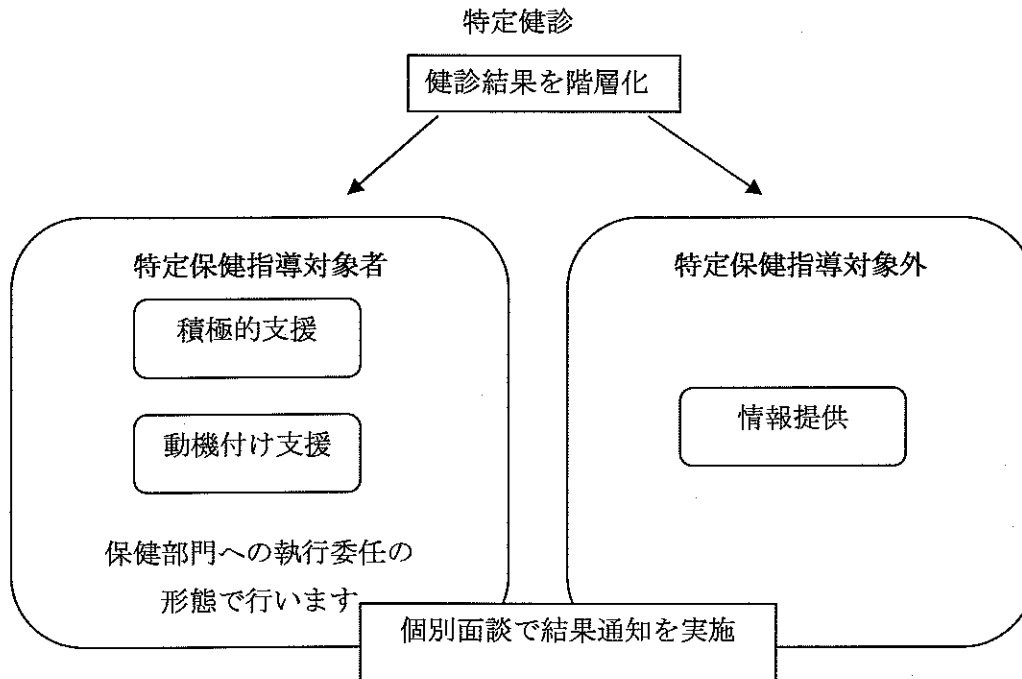 特定健診
健診結果を階層化
特定保健指導対象者
積極的支援
動機付け支援
保健部門への執行委任の
形態で行います
特定保健指導対象外
情報提供
個別面談で結果通知を実施